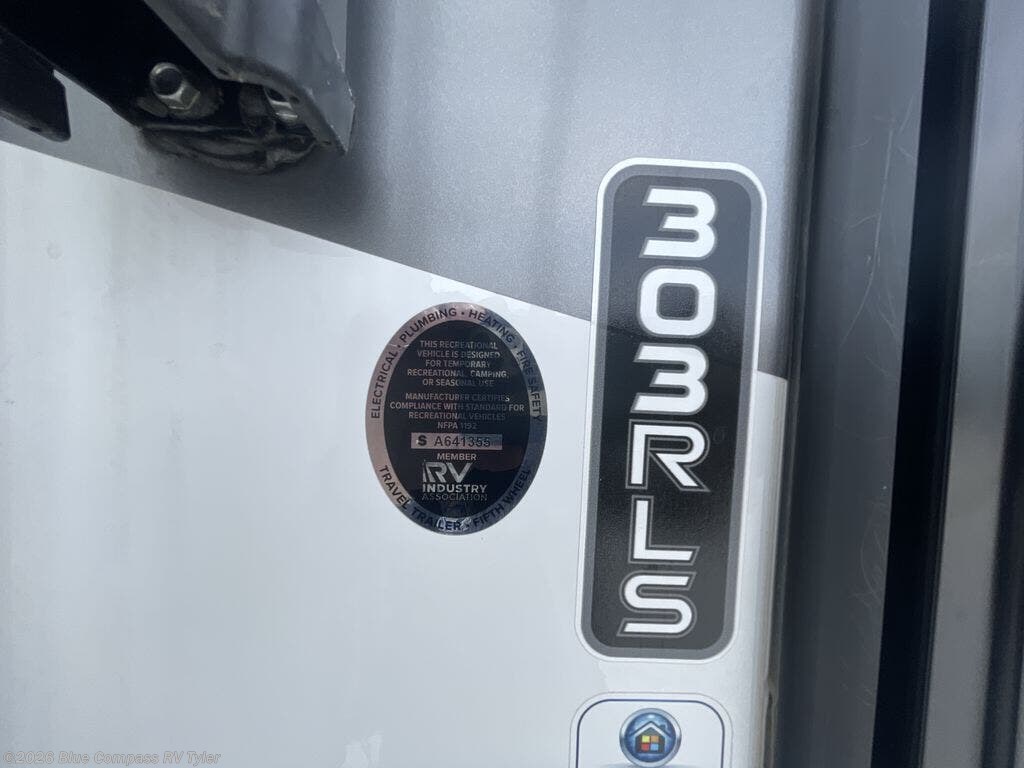 ELECTRICAL • PLUMBING • HEATING • FIRE SAFETY
THIS RECREATIONAL
VEHICLE IS DESIGNED
FOR TEMPORARY
RECREATIONAL, CAMPING,
OR SEASONAL USE
MANUFACTURER CERTIFIES
COMPLIANCE WITH STANDARD FOR
RECREATIONAL VEHICLES
NFPA 1192
S A641355
MEMBER
RV
INDUSTRY
ASSOCIATION
TRAVEL TRAILER • FIFTH WHEEL
303RLS
©2026 Blue Compass RV Tyler